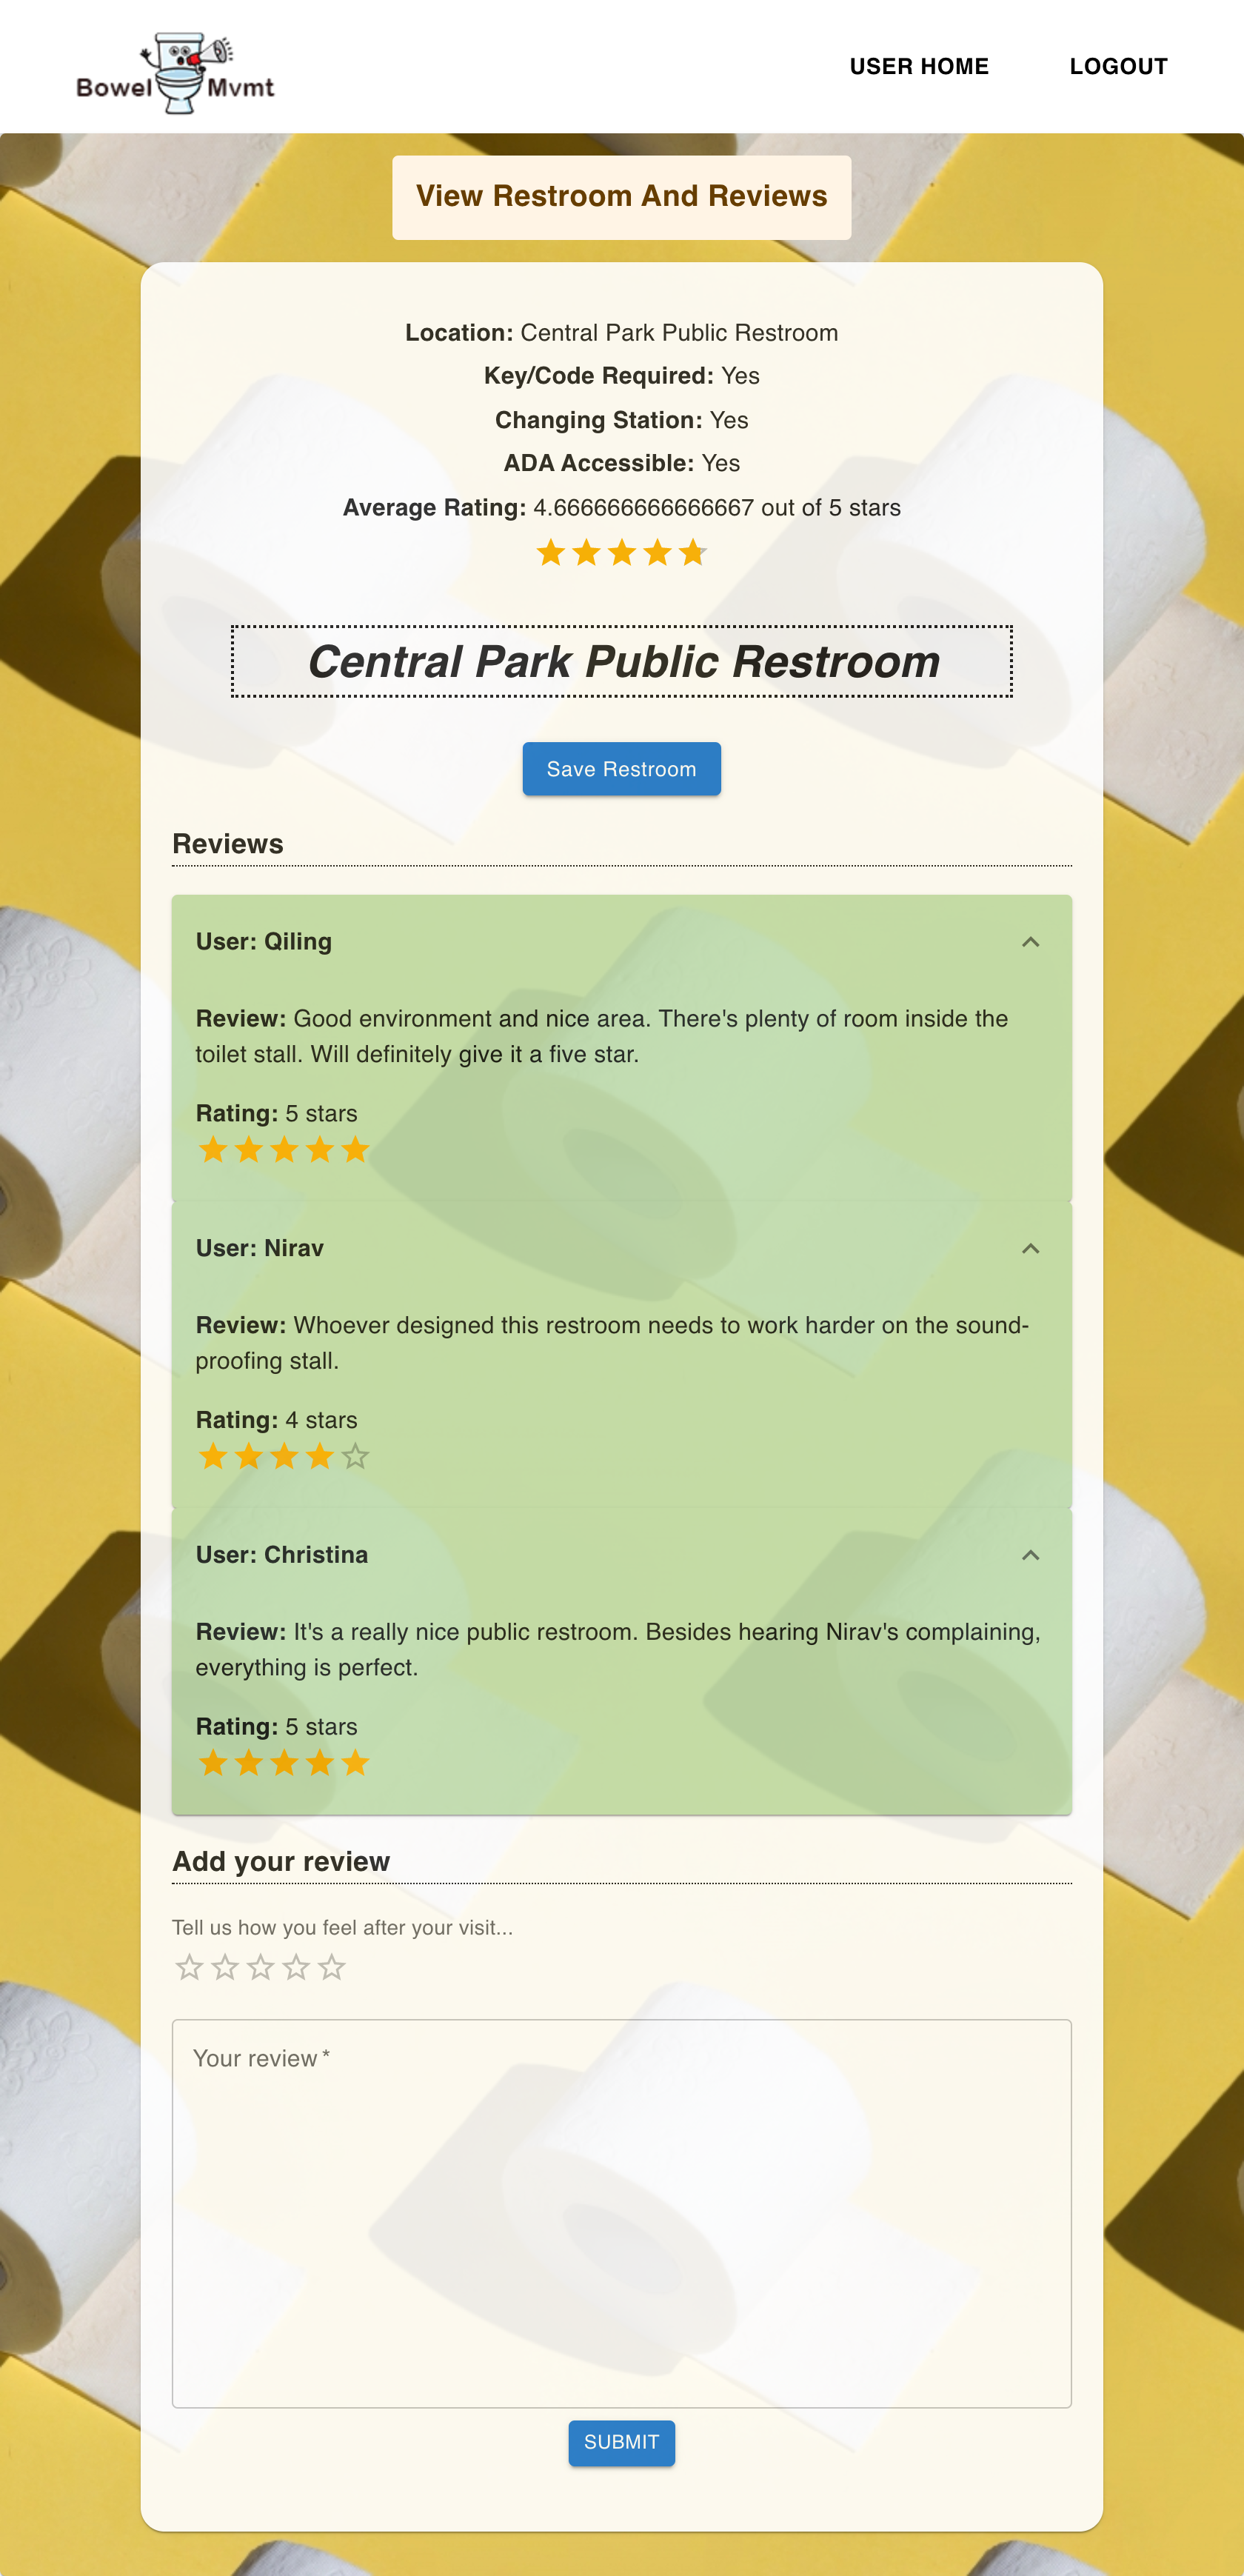 Bowel Mvmt
USER HOME
LOGOUT
View Restroom And Reviews
Location: Central Park Public Restroom
Key/Code Required: Yes
Changing Station: Yes
ADA Accessible: Yes
Average Rating: 4.666666666666667 out of 5 stars
Central Park Public Restroom
Save Restroom
Reviews
User: Qiling
Review: Good environment and nice area. There's plenty of room inside the
toilet stall. Will definitely give it a five star.
Rating: 5 stars
User: Nirav
Review: Whoever designed this restroom needs to work harder on the sound-
proofing stall.
Rating: 4 stars
User: Christina
Review: It's a really nice public restroom. Besides hearing Nirav's complaining,
everything is perfect.
Rating: 5 stars
Add your review
Tell us how you feel after your visit...
Your review *
SUBMIT